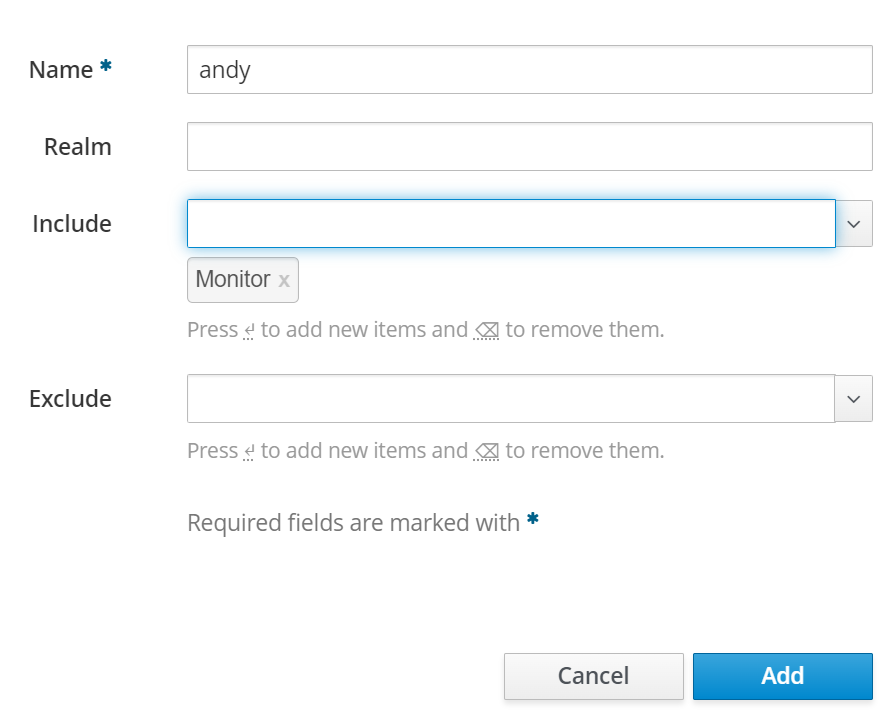 Name *
andy
Realm
Include
Monitor x
Press ↵ to add new items and ⌫ to remove them.
Exclude
Press ↵ to add new items and ⌫ to remove them.
Required fields are marked with *
Cancel Add